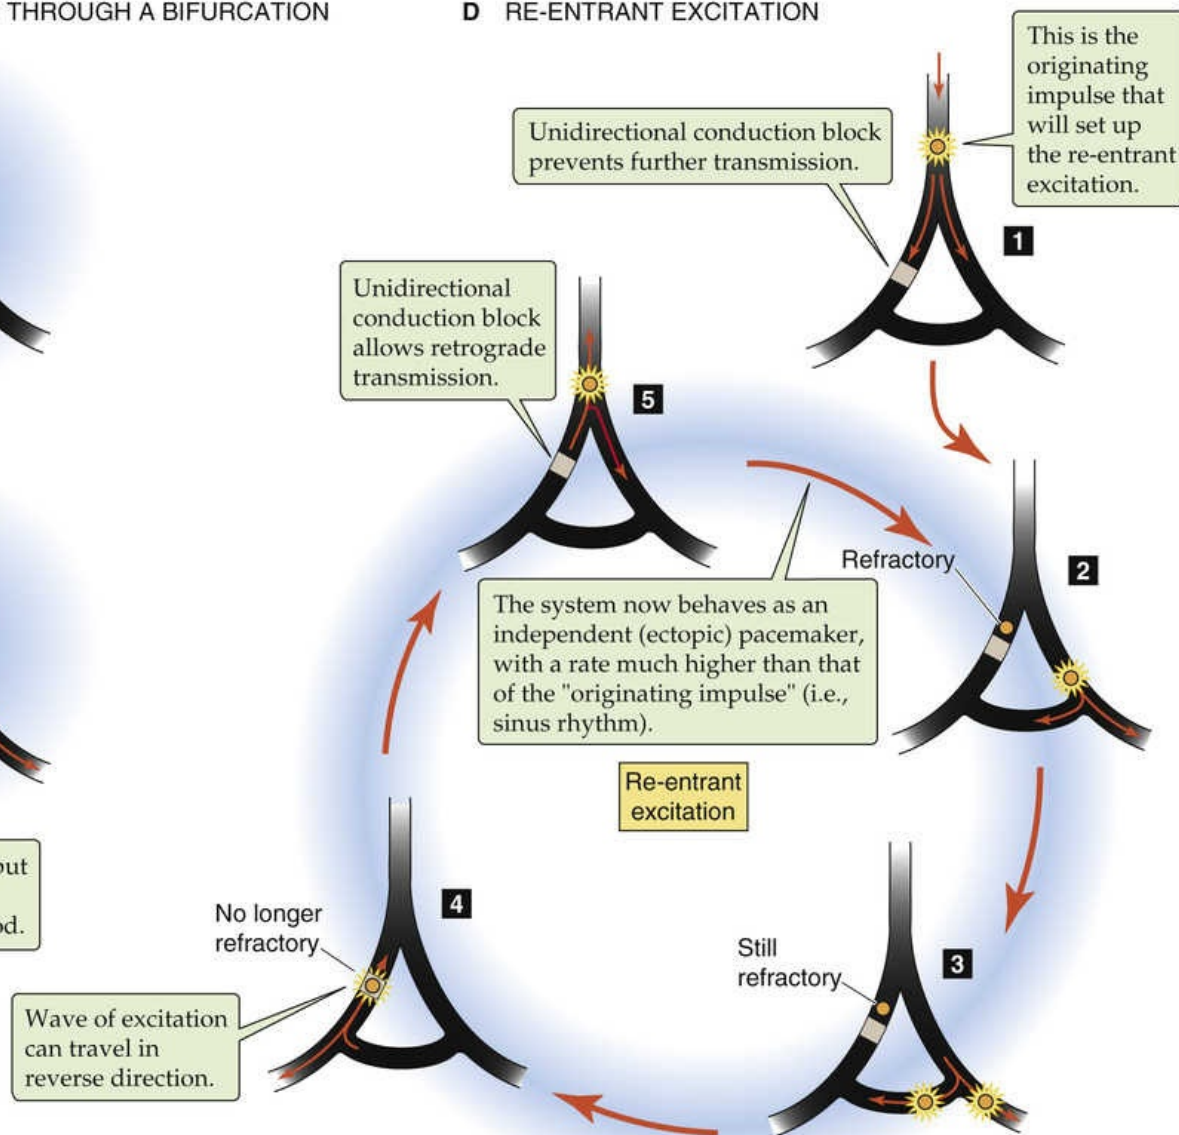 THROUGH A BIFURCATION
D RE-ENTRANT EXCITATION
This is the
originating
impulse that
will set up
the re-entrant
excitation.
Unidirectional conduction block
prevents further transmission.
1
Unidirectional
conduction block
allows retrograde
transmission.
5
Refractory
2
The system now behaves as an
independent (ectopic) pacemaker,
with a rate much higher than that
of the "originating impulse" (i.e.,
sinus rhythm).
Re-entrant
excitation
4
No longer
refractory
Still
refractory
3
Wave of excitation
can travel in
reverse direction.